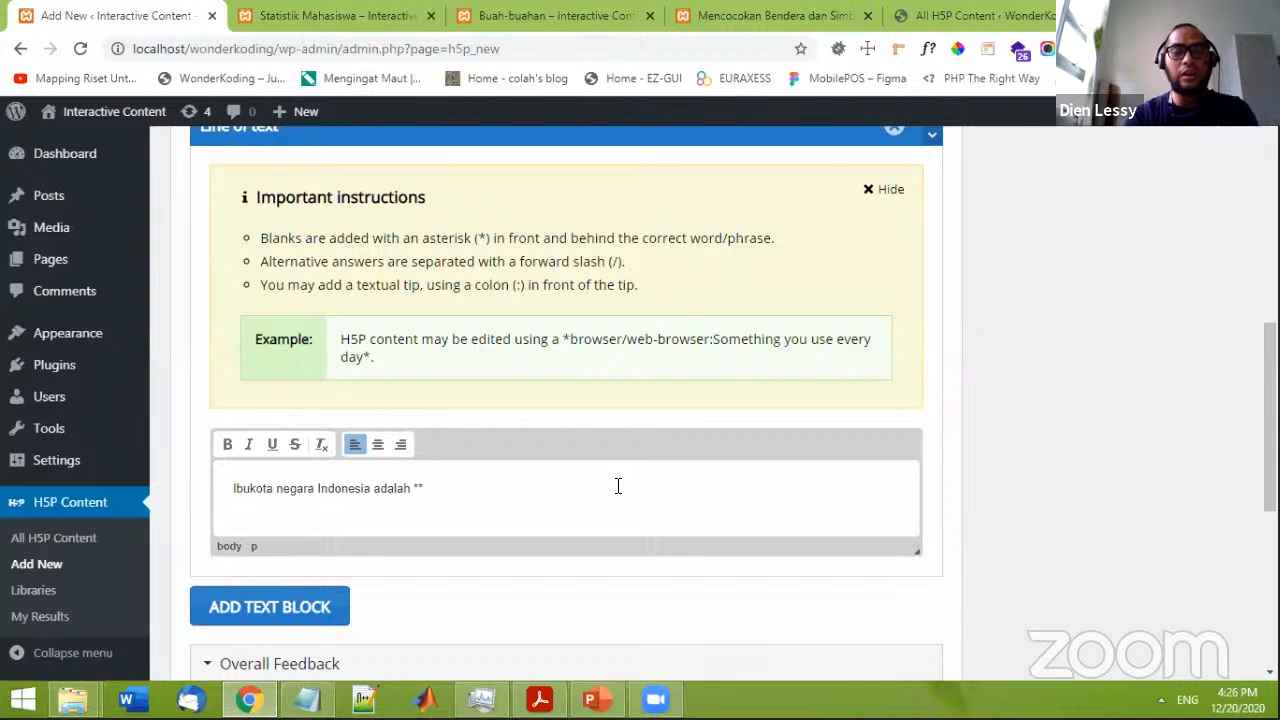 Add New ‹ Interactive Content -
Statistik Mahasiswa – Interactiv
Buah-buahan – Interactive Cont
Mencocokan Bendera dan Simb
All H5P Content ‹ WonderKo
localhost/wonderkoding/wp-admin/admin.php?page=h5p_new
f?
26
Mapping Riset Unt...
WonderKoding – Ju...
Mengingat Maut |...
Home - colah's blog
Home - EZ-GUI
EURAXESS
MobilePOS – Figma
<? PHP The Right Way
Dien Lessy
Interactive Content
4
0
New
Dashboard
Posts
Media
Pages
Comments
Appearance
Plugins
Users
Tools
Settings
H5P Content
All H5P Content
Add New
Libraries
My Results
Collapse menu
Line of text
Important instructions
Hide
Blanks are added with an asterisk (*) in front and behind the correct word/phrase.
Alternative answers are separated with a forward slash (/).
You may add a textual tip, using a colon (:) in front of the tip.
Example:
H5P content may be edited using a *browser/web-browser:Something you use every
day*.
B I U S Tx
Ibukota negara Indonesia adalah **
body p
ADD TEXT BLOCK
Overall Feedback
zoom
ENG
4:26 PM
12/20/2020